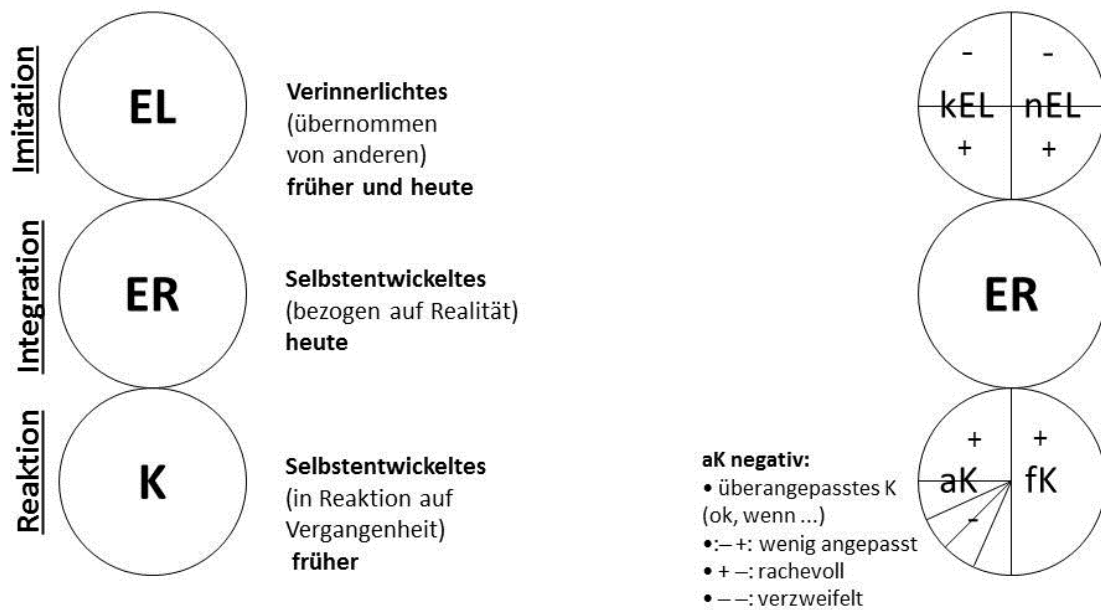 Imitation
EL
Verinnerlichtes
(übernommen
von anderen)
früher und heute
Integration
ER
Selbstentwickeltes
(bezogen auf Realität)
heute
Reaktion
K
Selbstentwickeltes
(in Reaktion auf
Vergangenheit)
früher
- -
kEL nEL
+ +
ER
+ +
aK fK
-
aK negativ:
• überangepasstes K
(ok, wenn ...)
•:– +: wenig angepasst
• + –: rachevoll
• – –: verzweifelt